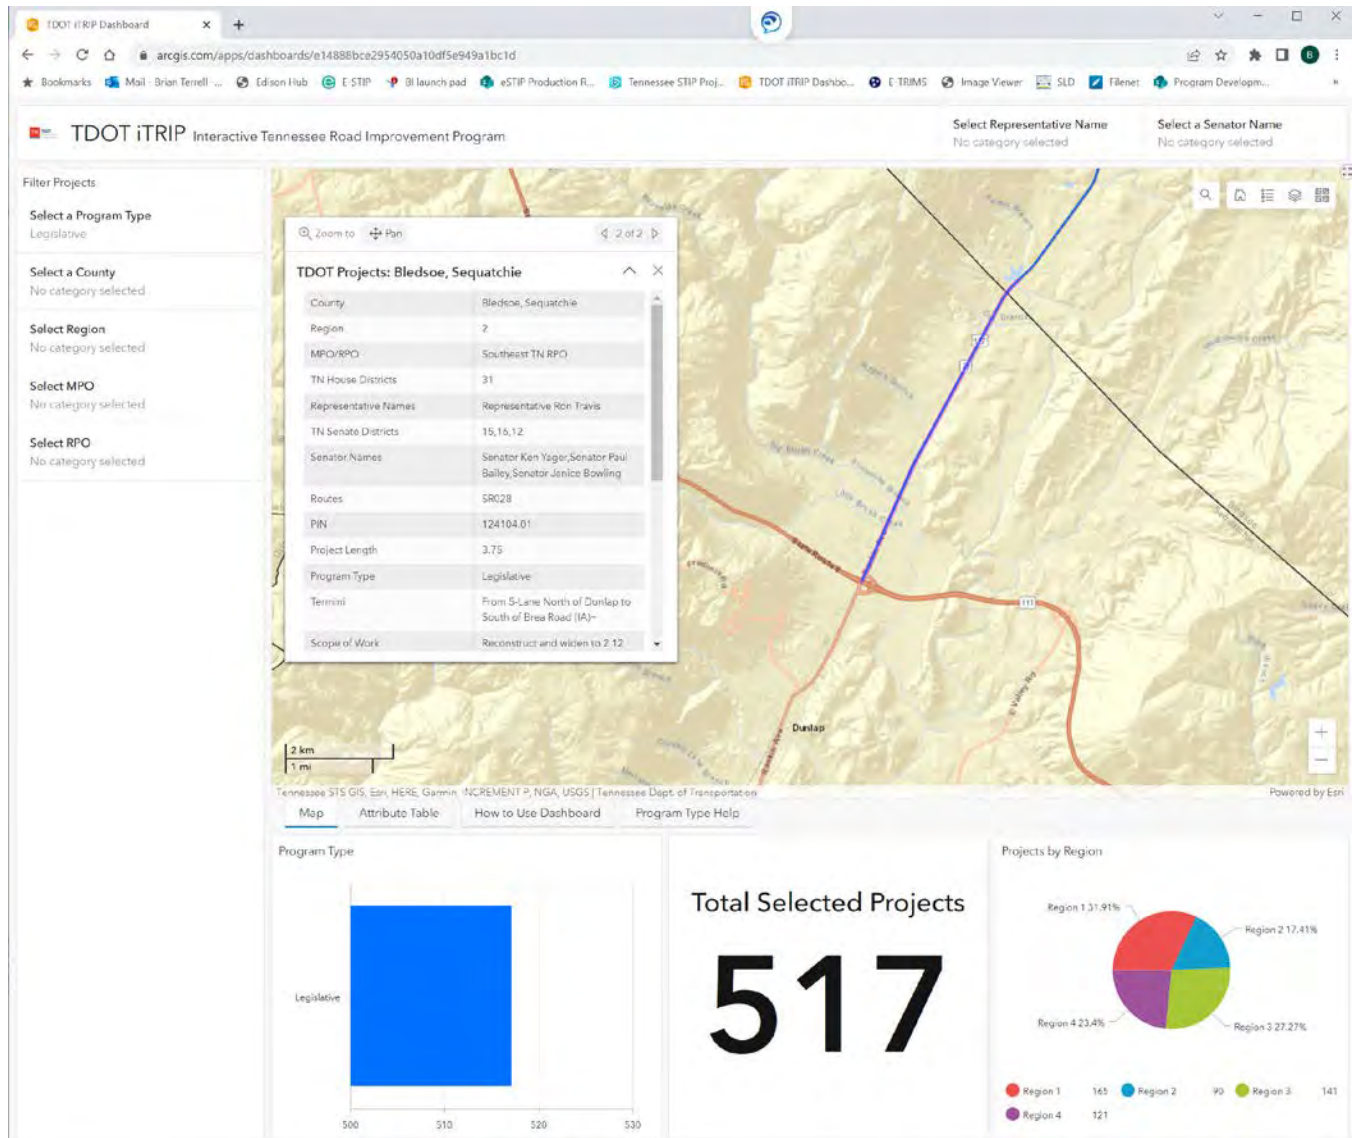 TDOT iTRIP Dashboard
arcgis.com/apps/dashboards/e14888bce2954050a10df5e949a1bc1d
B
Bookmarks Mail - Brian Terrell -... Edison Hub E-STIP BI launch pad eSTIP Production R... Tennessee STIP Proj... TDOT iTRIP Dashbo... E-TRIMS Image Viewer SLD Filenet Program Developm...
TDOT iTRIP Interactive Tennessee Road Improvement Program
Select Representative Name
No category selected
Select a Senator Name
No category selected
Filter Projects
Select a Program Type
Legislative
Select a County
No category selected
Select Region
No category selected
Select MPO
No category selected
Select RPO
No category selected
Zoom to Pan 2 of 2
TDOT Projects: Bledsoe, Sequatchie
County Bledsoe, Sequatchie
Region 2
MPO/RPO Southeast TN RPO
TN House Districts 31
Representative Names Representative Ron Travis
TN Senate Districts 15,16,12
Senator Names Senator Ken Yager,Senator Paul
Bailey,Senator Janice Bowling
Routes SR028
PIN 124104.01
Project Length 3.75
Program Type Legislative
Termini From 5-Lane North of Dunlap to
South of Brea Road (IA)~
Scope of Work Reconstruct and widen to 2 12
111
Dunlap
2 km
1 mi
Tennessee STS GIS, Esri, HERE, Garmin, INCREMENT P, NGA, USGS | Tennessee Dept. of Transportation
Powered by Esri
Map Attribute Table How to Use Dashboard Program Type Help
Program Type
Legislative
500 510 520 530
Total Selected Projects
517
Projects by Region
Region 1 31.91%
Region 2 17.41%
Region 4 23.4%
Region 3 27.27%
Region 1 165 Region 2 90 Region 3 141
Region 4 121